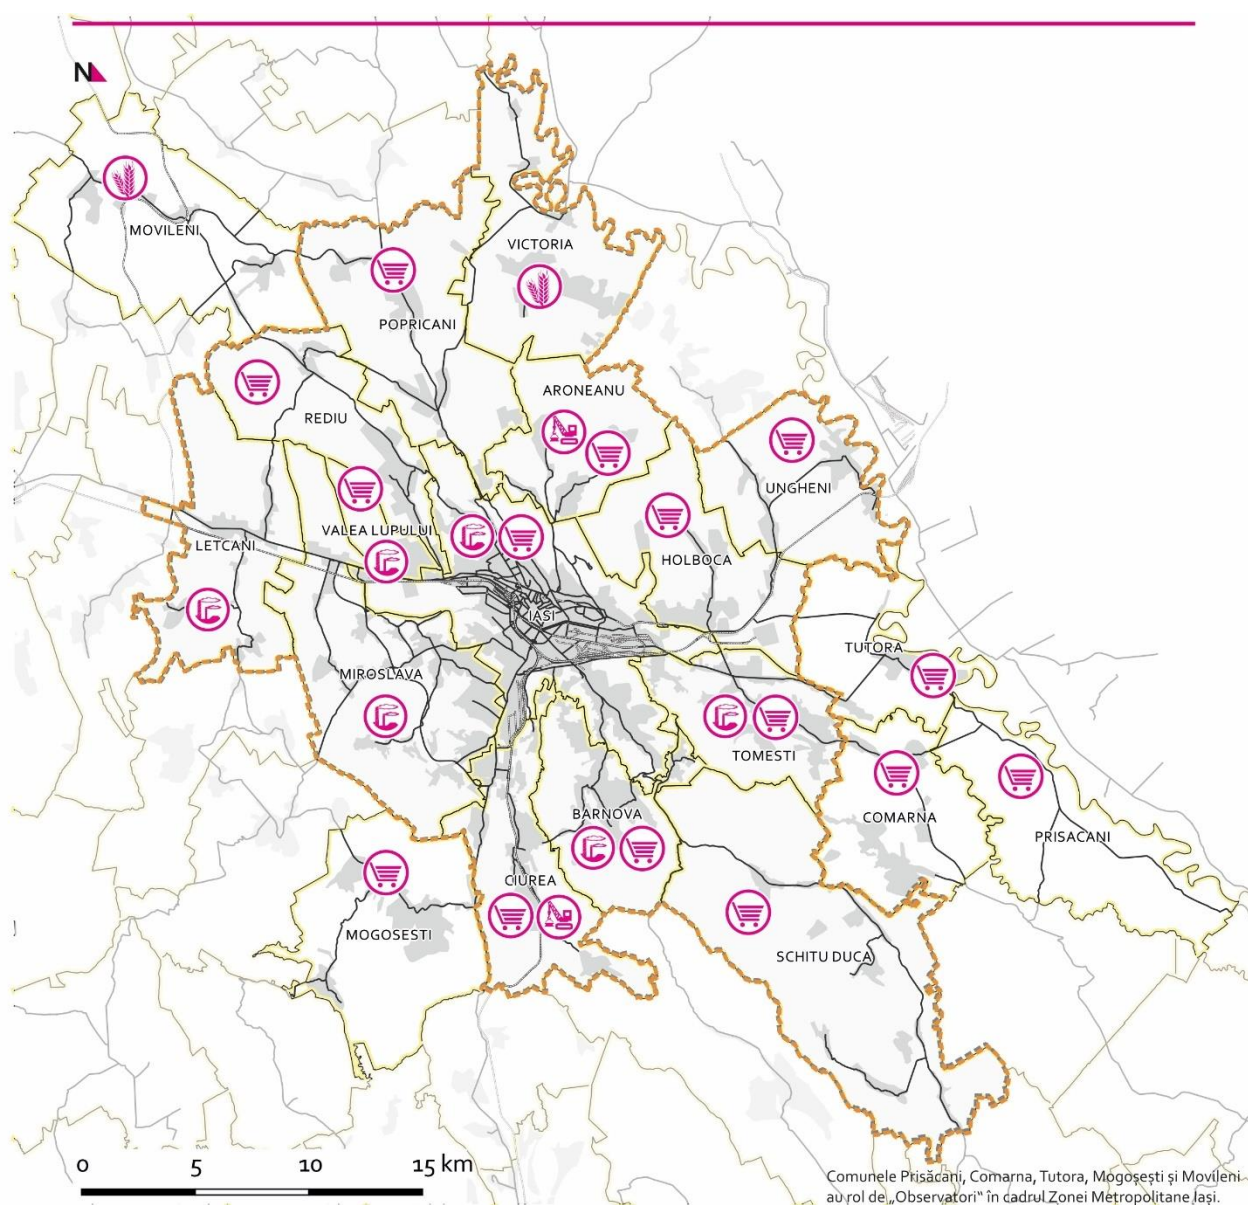 N
MOVILENI
VICTORIA
POPRICANI
ARONEANU
REDIU
UNGHENI
VALEA LUPULUI
LETCANI
HOLBOCA
IAȘI
TUTORA
MIROSLAVA
TOMESTI
BARNOVA
COMARNA
PRISACANI
CIUREA
MOGOSESTI
SCHITU DUCA
0 5 10 15 km
Comunele Prisăcani, Comarna, Tutora, Mogoșești și Movileni
au rol de „Observatori“ în cadrul Zonei Metropolitane Iași.